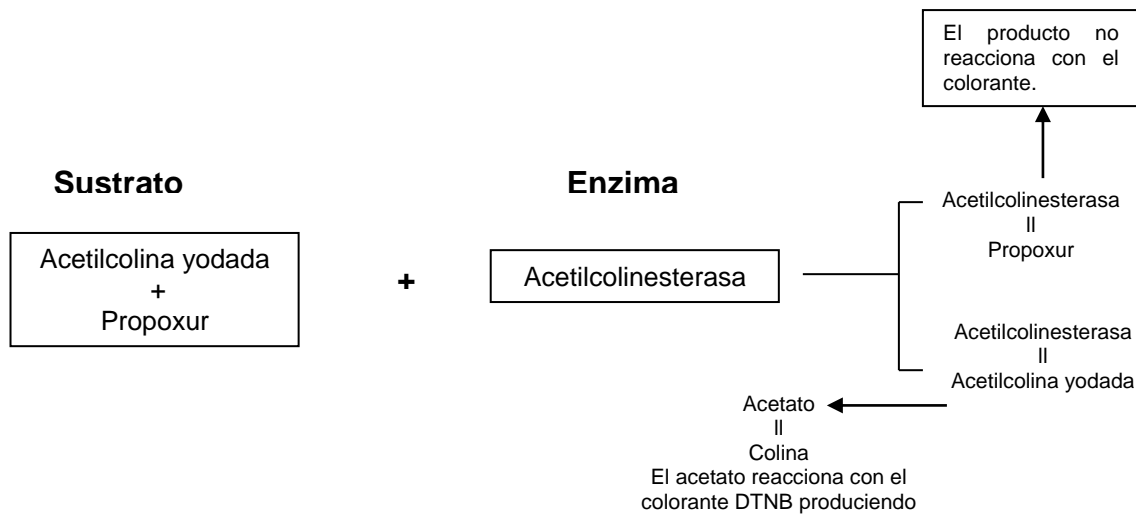 El producto no
reacciona con el
colorante.
Sustrato
Enzima
Acetilcolina yodada
+
Propoxur
+
Acetilcolinesterasa
Acetilcolinesterasa
ll
Propoxur
Acetilcolinesterasa
ll
Acetilcolina yodada
Acetato
ll
Colina
El acetato reacciona con el
colorante DTNB produciendo